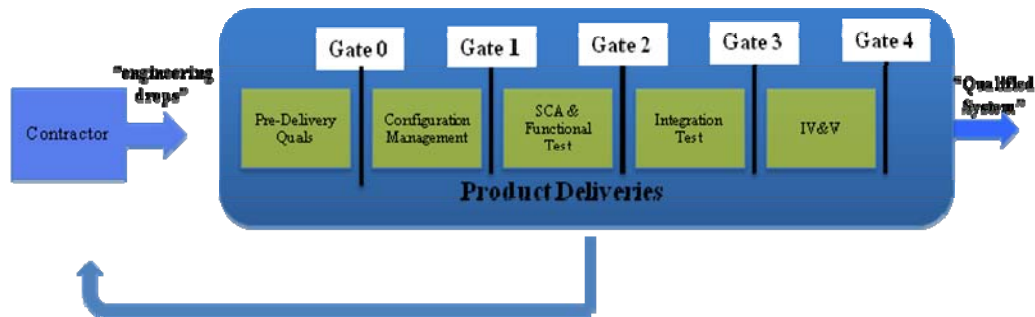 Gate 0
Gate 1
Gate 2
Gate 3
Gate 4
"engineering
drops"
"Qualified
System"
Contractor
Pre-Delivery
Quals
Configuration
Management
SCA &
Functional
Test
Integration
Test
IV&V
Product Deliveries